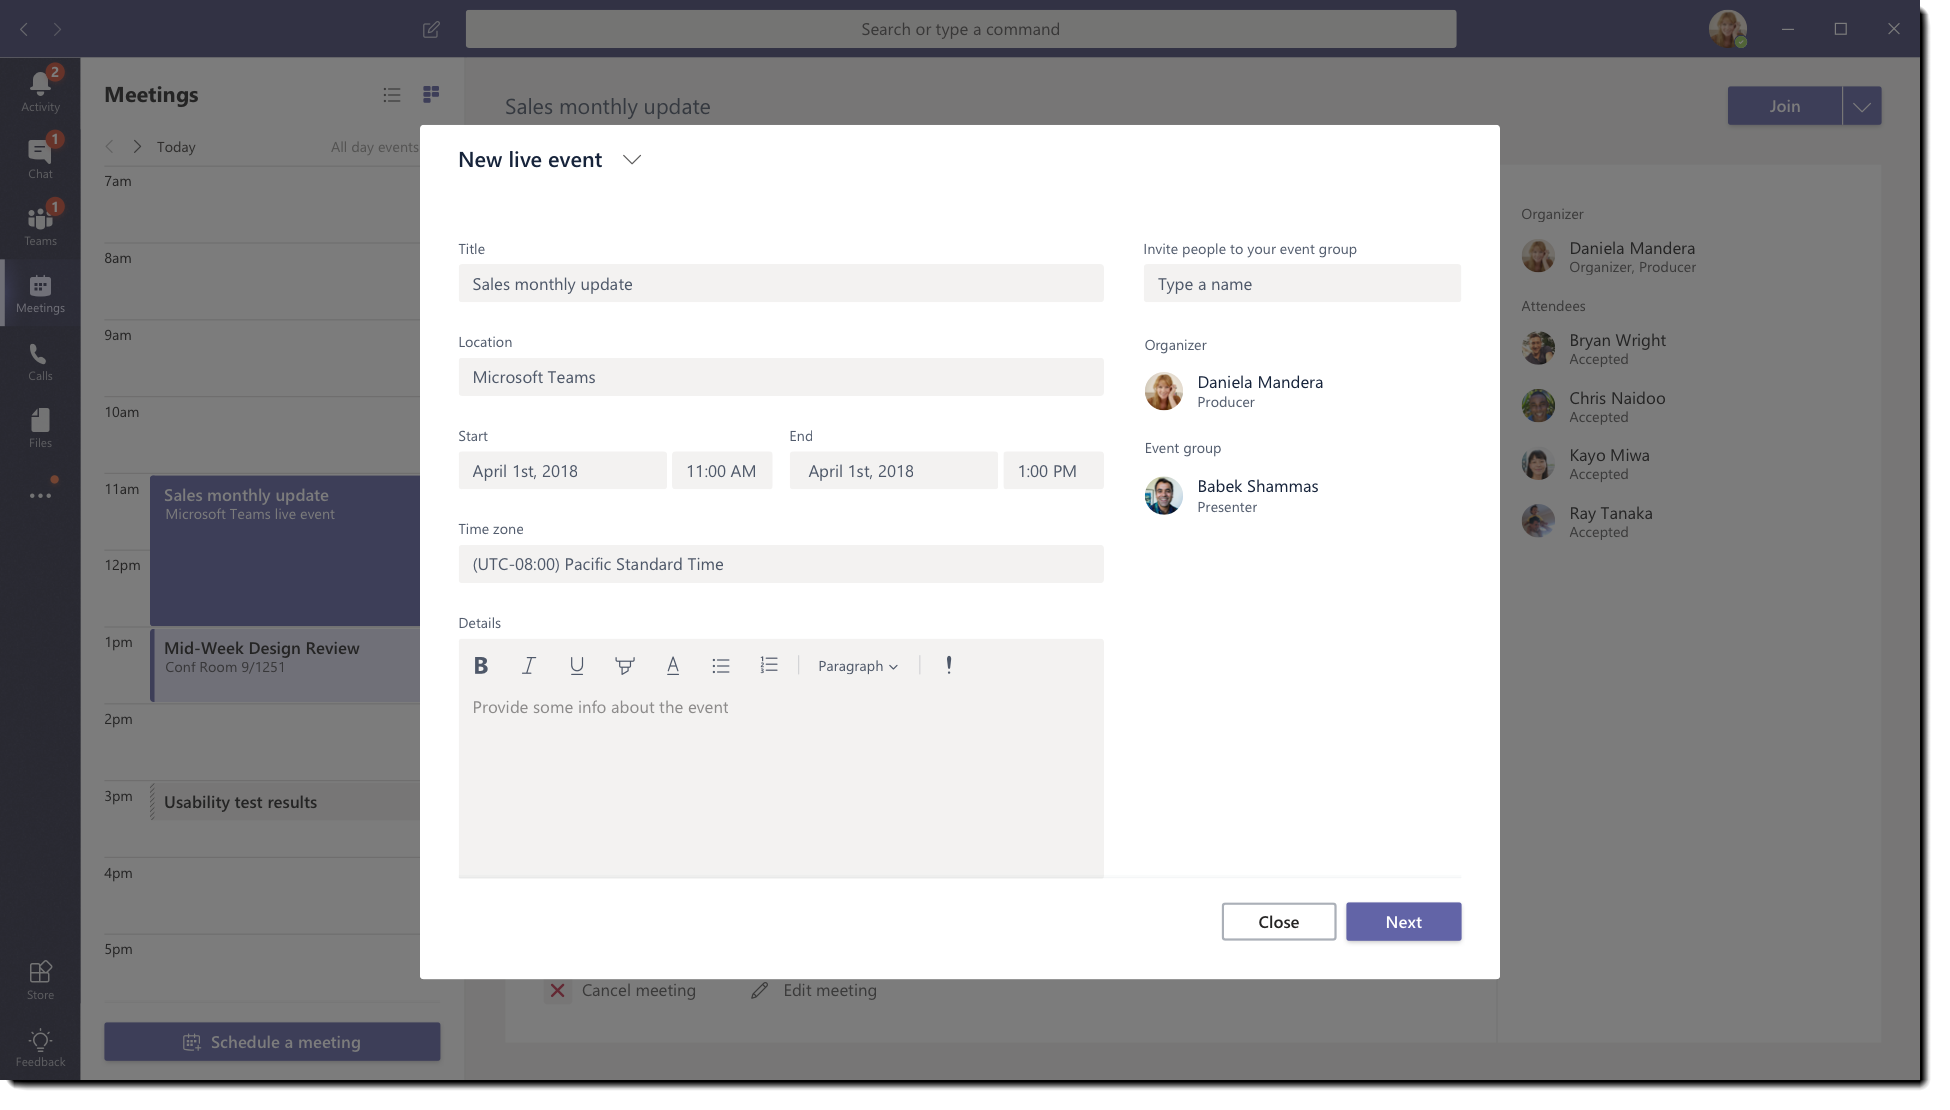 Search or type a command
2
Activity
1
Chat
1
Teams
Meetings
Calls
Files
Store
Feedback
Meetings
Today
All day events
7am
8am
9am
10am
11am
Sales monthly update
Microsoft Teams live event
12pm
1pm
Mid-Week Design Review
Conf Room 9/1251
2pm
3pm
Usability test results
4pm
5pm
Schedule a meeting
Sales monthly update
Join
New live event
Title
Sales monthly update
Location
Microsoft Teams
Start
End
April 1st, 2018 11:00 AM April 1st, 2018 1:00 PM
Time zone
(UTC-08:00) Pacific Standard Time
Details
B I U A Paragraph !
Provide some info about the event
Invite people to your event group
Type a name
Organizer
Daniela Mandera
Producer
Event group
Babek Shammas
Presenter
Close
Next
Cancel meeting
Edit meeting
Organizer
Daniela Mandera
Organizer, Producer
Attendees
Bryan Wright
Accepted
Chris Naidoo
Accepted
Kayo Miwa
Accepted
Ray Tanaka
Accepted